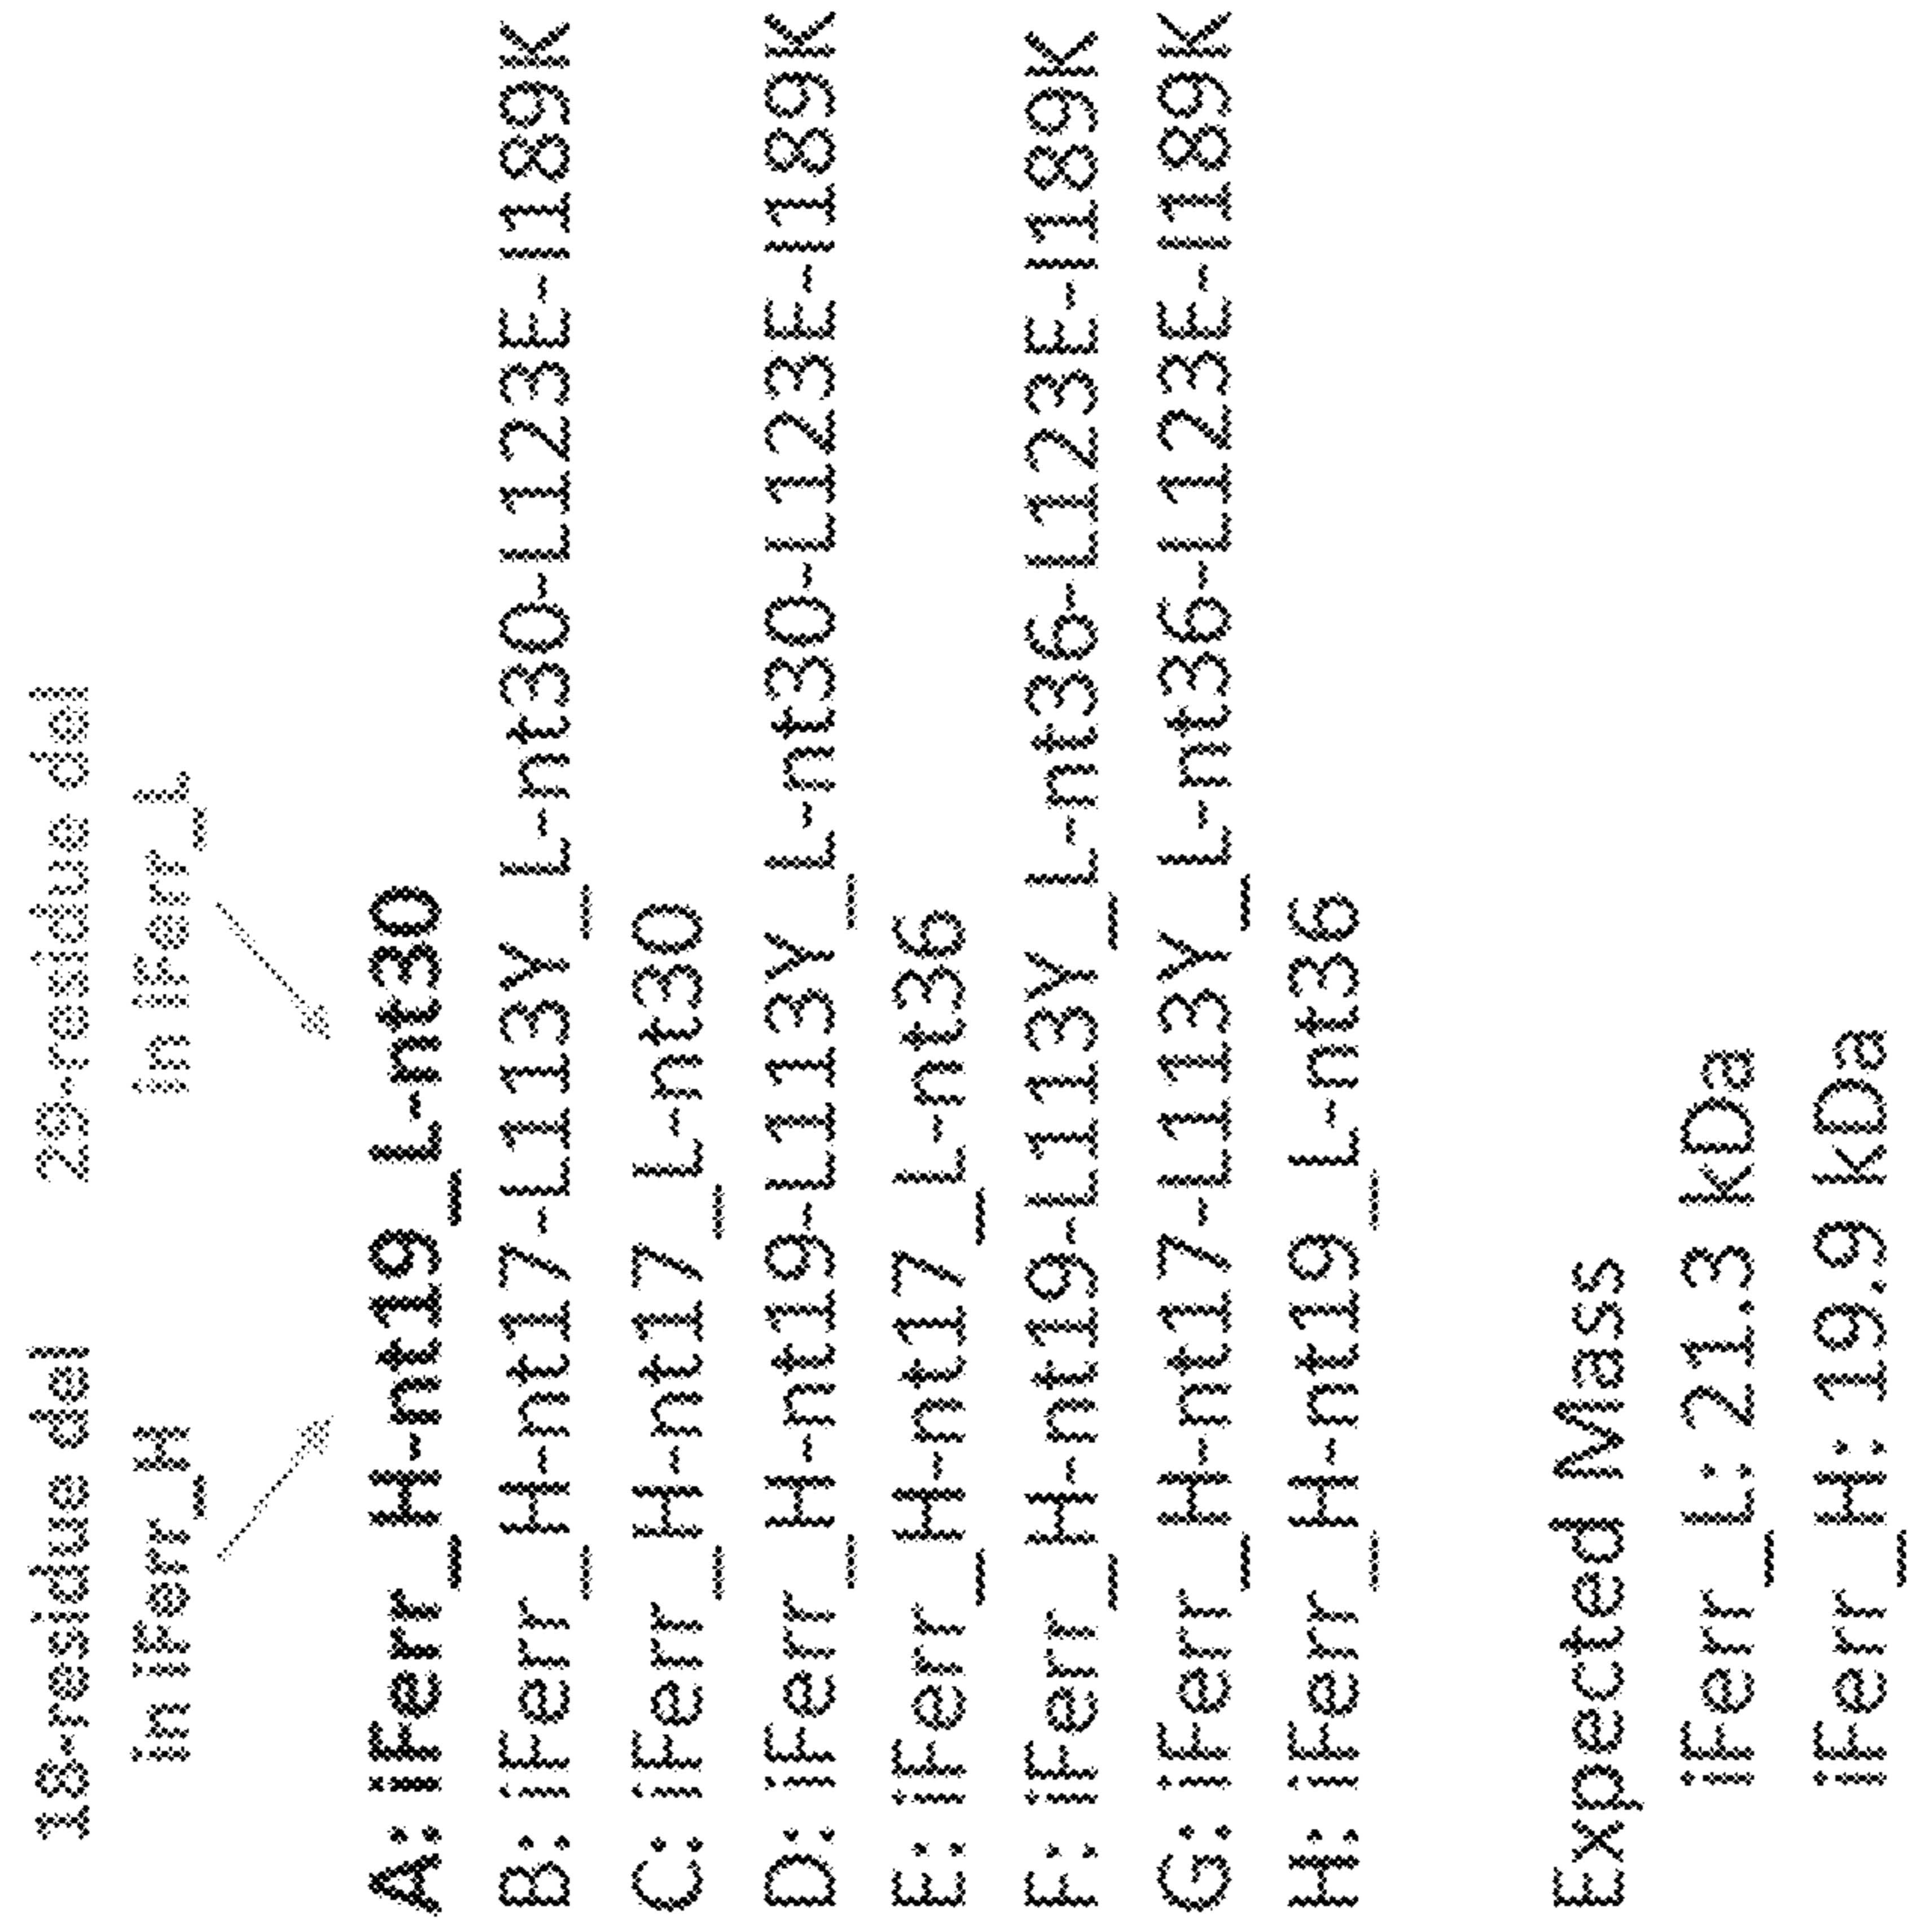 18-residue del
in iFerr_H
29-residue del
in iFerr_L
A: iFerr_H-nt19_L-nt30
B: iFerr_H-nt17-L113Y_L-nt30-L123E-I189K
C: iFerr_H-nt17_L-nt30
D: iFerr_H-nt19-L113Y_L-nt30-L123E-I189K
E: iFerr_H-nt17_L-nt36
F: iFerr_H-nt19-L113Y_L-nt36-L123E-I189K
G: iFerr_H-nt17-L113Y_L-nt36-L123E-I189K
H: iFerr_H-nt19_L-nt36
Expected Mass
iFerr_L: 21.3 kDa
iFerr_H: 19.9 kDa